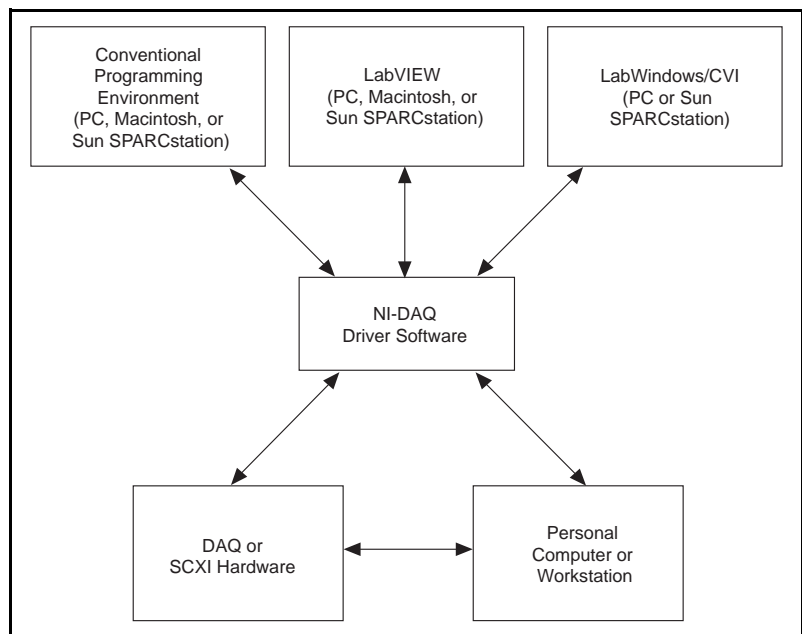 Conventional
Programming
Environment
(PC, Macintosh, or
Sun SPARCstation)
LabVIEW
(PC, Macintosh, or
Sun SPARCstation)
LabWindows/CVI
(PC or Sun
SPARCstation)
NI-DAQ
Driver Software
DAQ or
SCXI Hardware
Personal
Computer or
Workstation